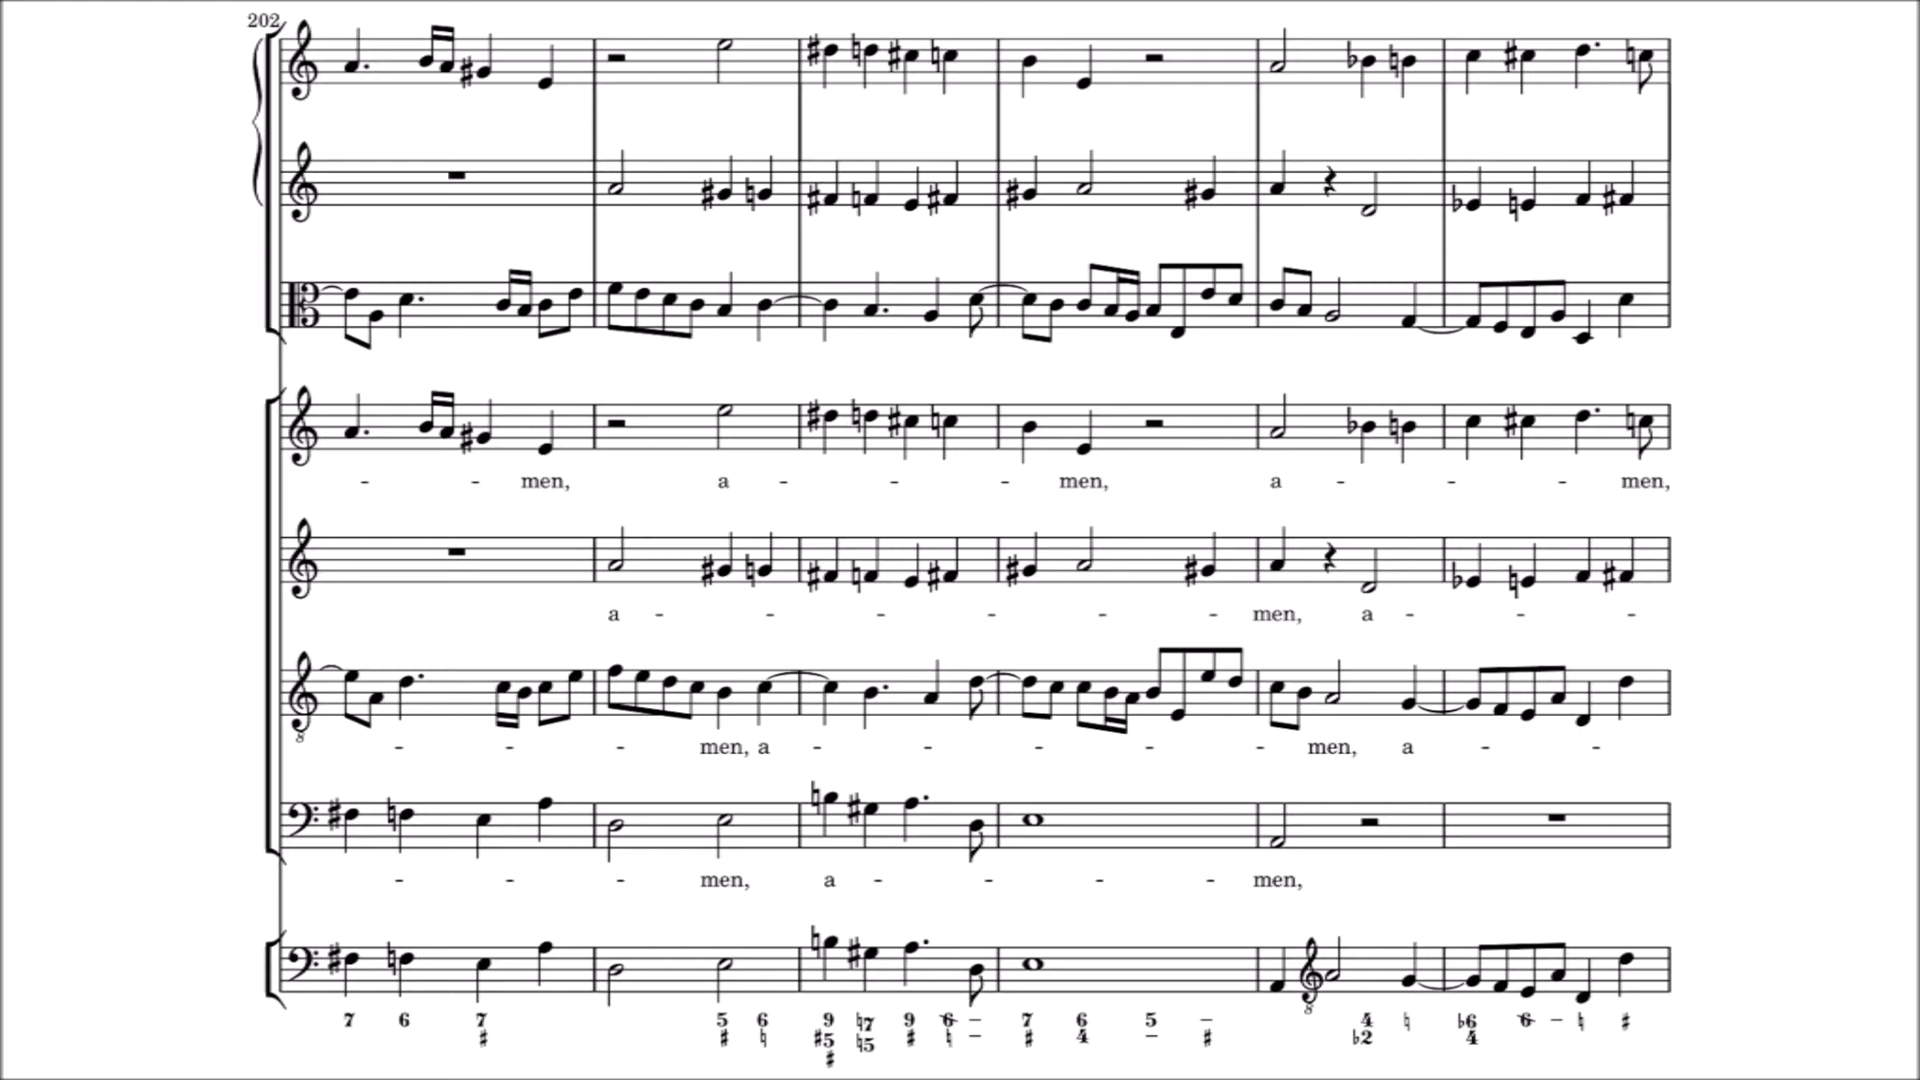 202
- - men, a - - - men, a - - - men,
a - - - - - men, a - - -
- - - men, a - - - - - men, a - -
- - - men, a - - - - men,
7 6 7 5 6 9 ♮7 9 6 – 7 6 5 – 4 ♮ ♭6 6 – ♮ ♯
♯ ♯ ♮ ♯5 ♮5 ♯ ♮ – ♯ 4 – ♯ ♭2 4
♯